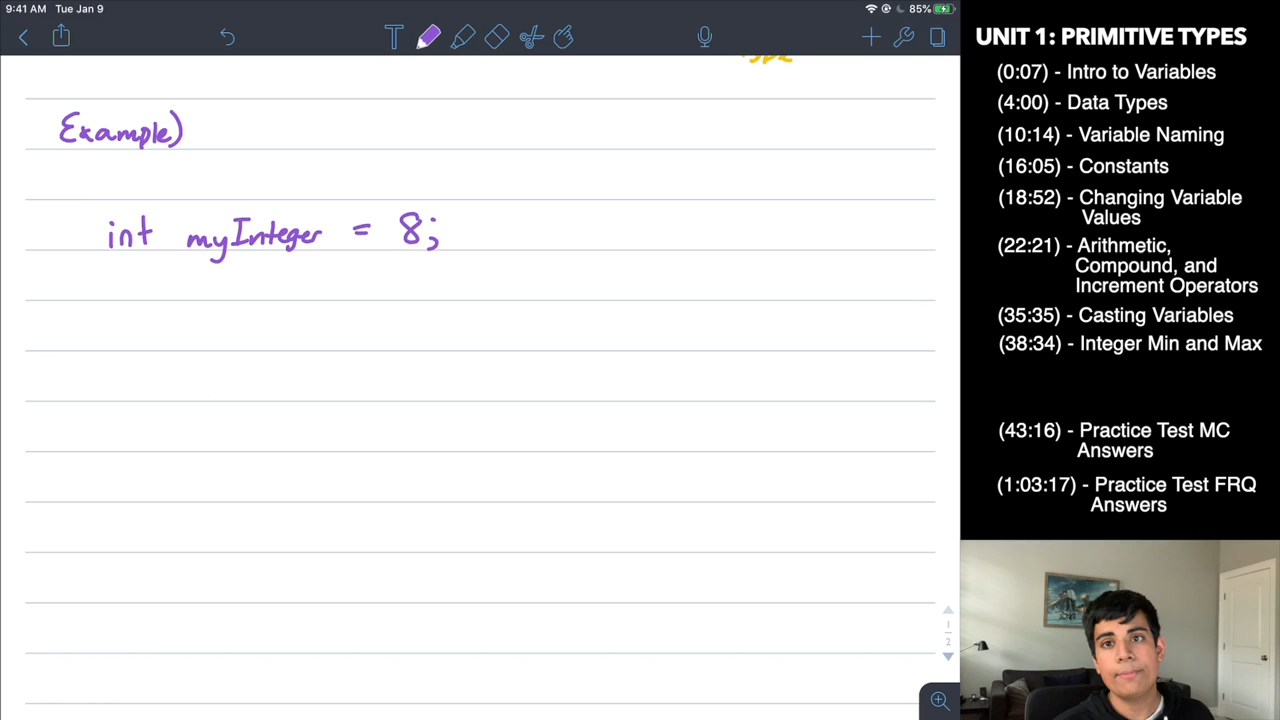 9:41 AM Tue Jan 9
85%
Example)
int myInteger = 8;
1
2
UNIT 1: PRIMITIVE TYPES
(0:07) - Intro to Variables
(4:00) - Data Types
(10:14) - Variable Naming
(16:05) - Constants
(18:52) - Changing Variable
Values
(22:21) - Arithmetic,
Compound, and
Increment Operators
(35:35) - Casting Variables
(38:34) - Integer Min and Max
(43:16) - Practice Test MC
Answers
(1:03:17) - Practice Test FRQ
Answers